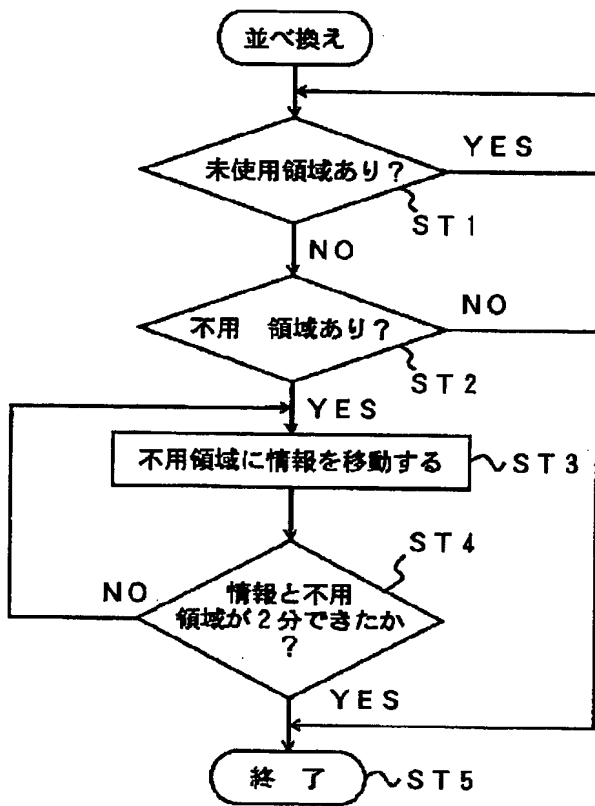 並べ換え
未使用領域あり？
YES
ST1
NO
不用　領域あり？
NO
ST2
YES
不用領域に情報を移動する
ST3
ST4
NO
情報と不用
領域が２分できたか
？
YES
終　了
ST5